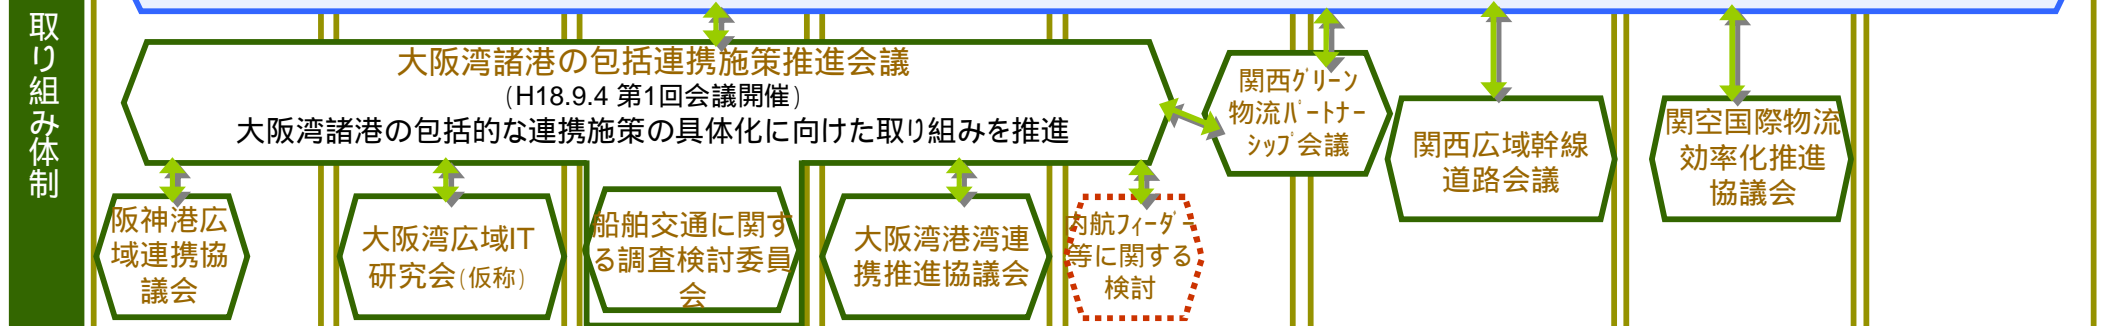 取り組み体制
大阪湾諸港の包括連携施策推進会議
（H18.9.4 第1回会議開催）
大阪湾諸港の包括的な連携施策の具体化に向けた取り組みを推進
関西グリーン
物流パートナー
シップ会議
関西広域幹線
道路会議
関空国際物流
効率化推進
協議会
阪神港広
域連携協
議会
大阪湾広域IT
研究会（仮称）
船舶交通に関す
る調査検討委員
会
大阪湾港湾連
携推進協議会
内航フィーダー
等に関する
検討